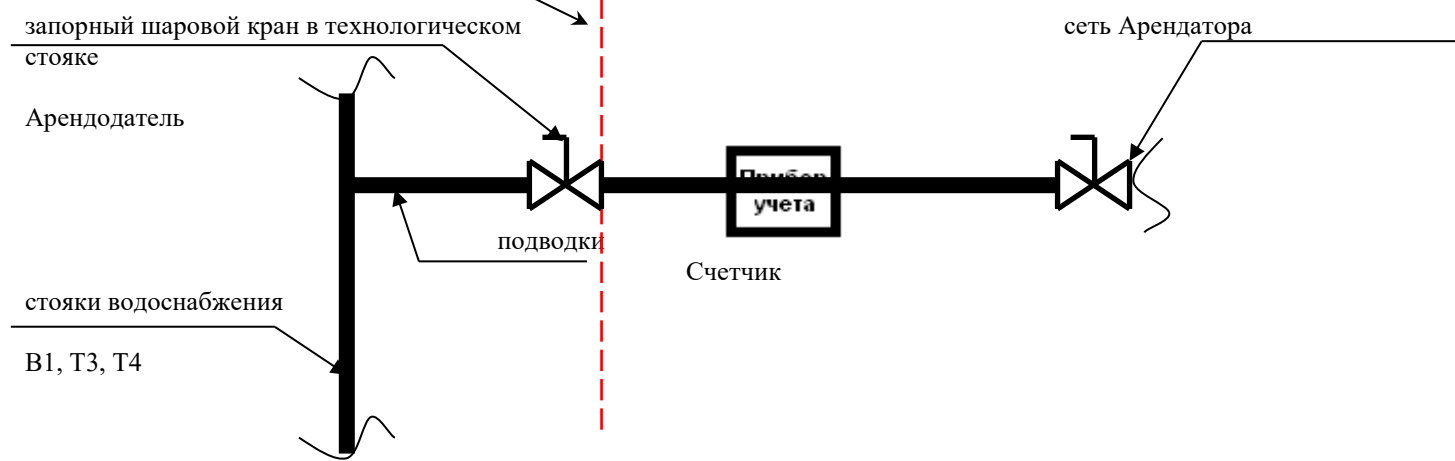 запорный шаровой кран в технологическом
стояке
сеть Арендатора
Арендодатель
Прибор
учета
подводки
Счетчик
стояки водоснабжения
В1, Т3, Т4